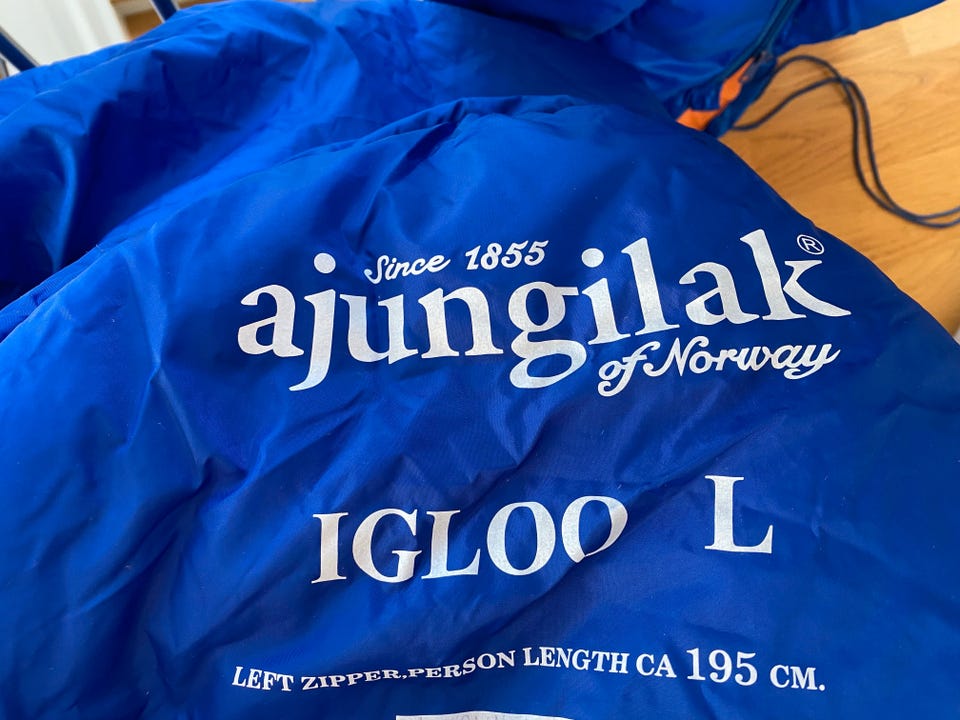 Since 1855
ajungilak®
of Norway
IGLOO L
LEFT ZIPPER,PERSON LENGTH CA 195 CM.